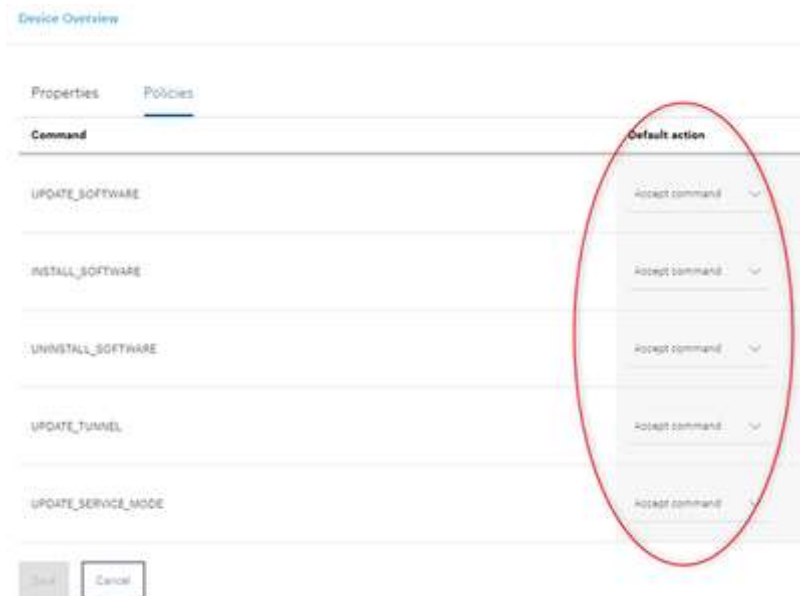 Device Overview
Properties Policies
Command Default action
UPDATE_SOFTWARE Accept command
INSTALL_SOFTWARE Accept command
UNINSTALL_SOFTWARE Accept command
UPDATE_TUNNEL Accept command
UPDATE_SERVICE_MODE Accept command
Save Cancel